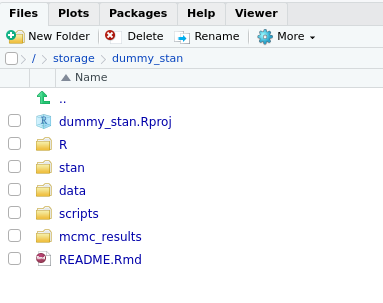 Files Plots Packages Help Viewer
New Folder Delete Rename More
/ storage dummy_stan
Name
..
dummy_stan.Rproj
R
stan
data
scripts
mcmc_results
README.Rmd